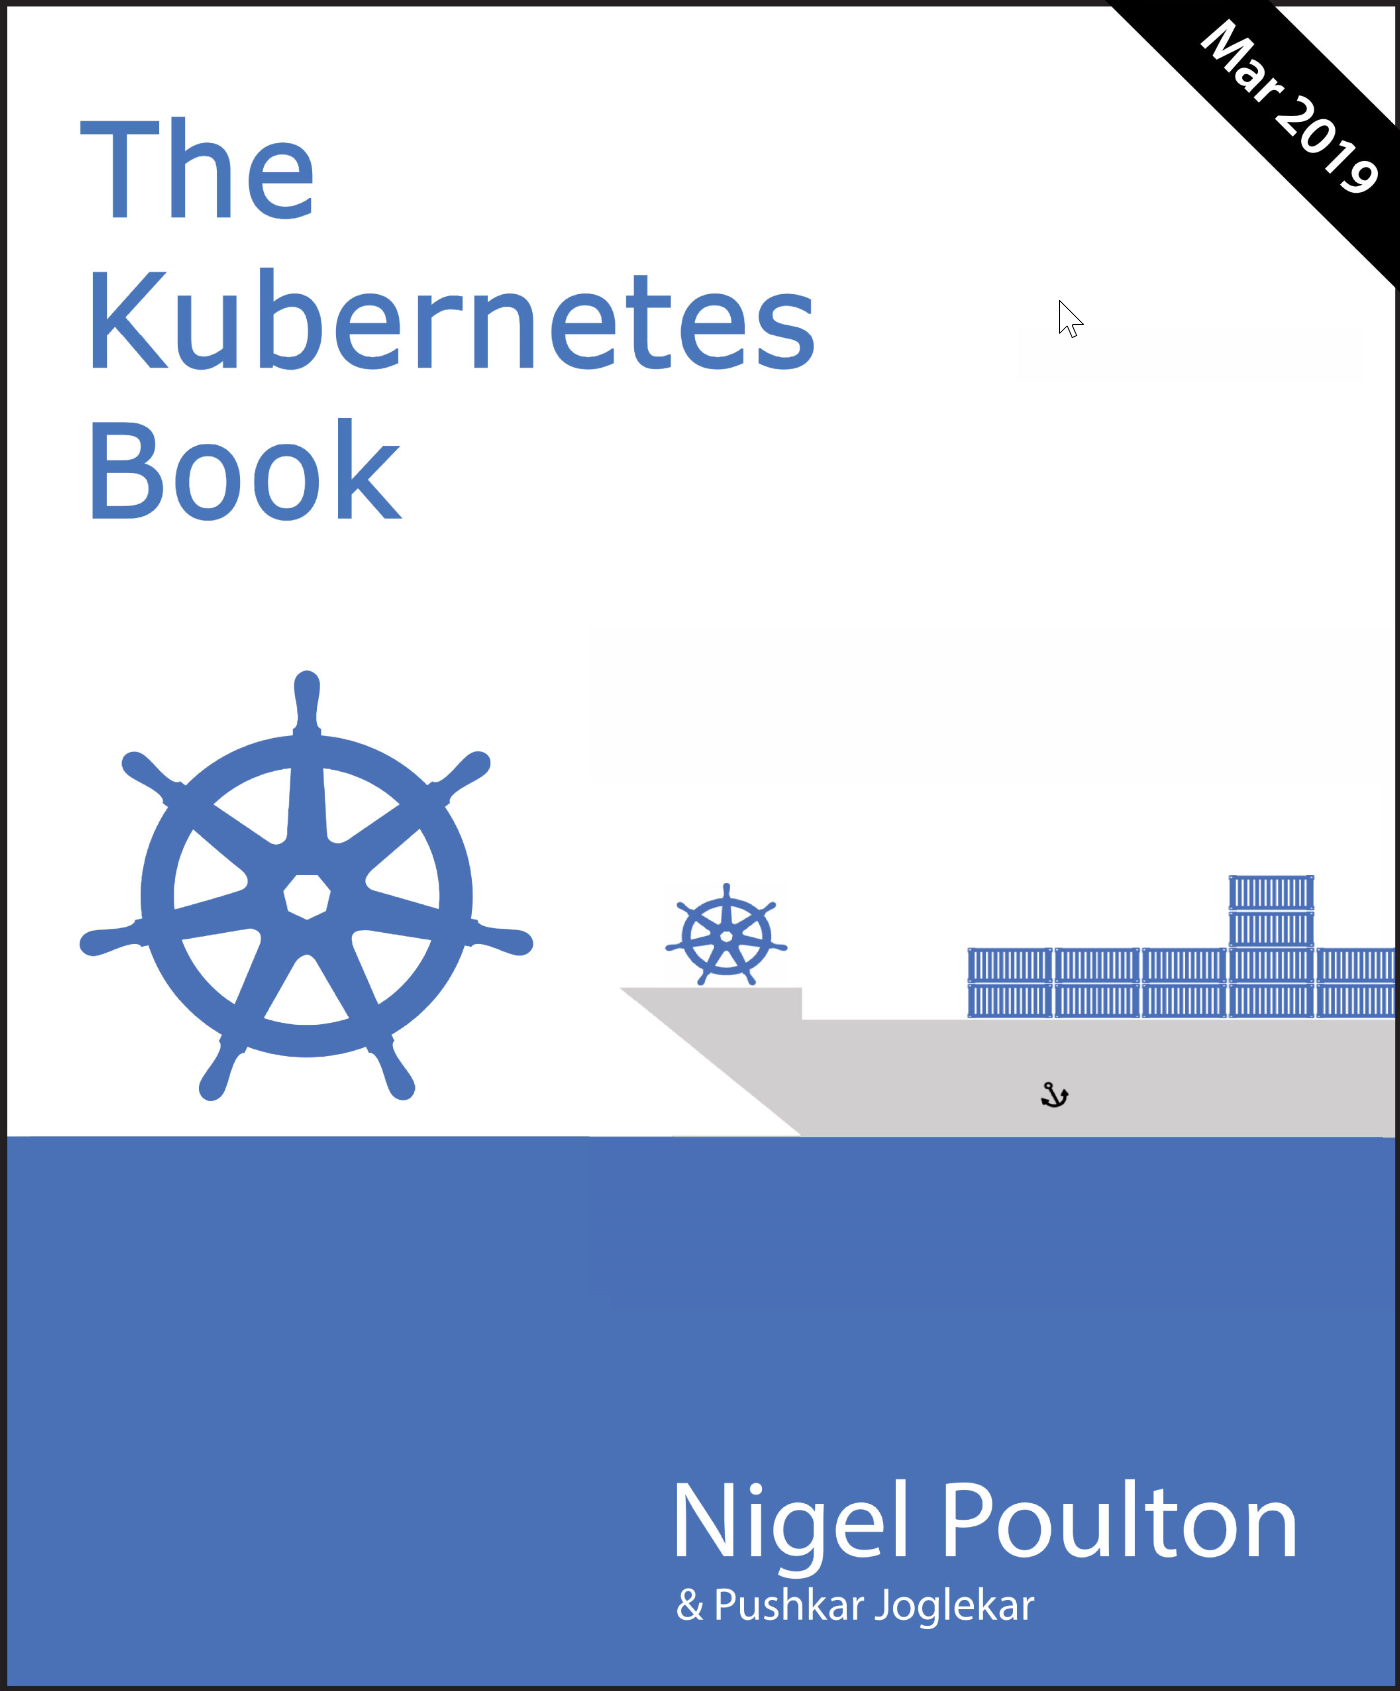 Mar 2019
The
Kubernetes
Book
Nigel Poulton
& Pushkar Joglekar